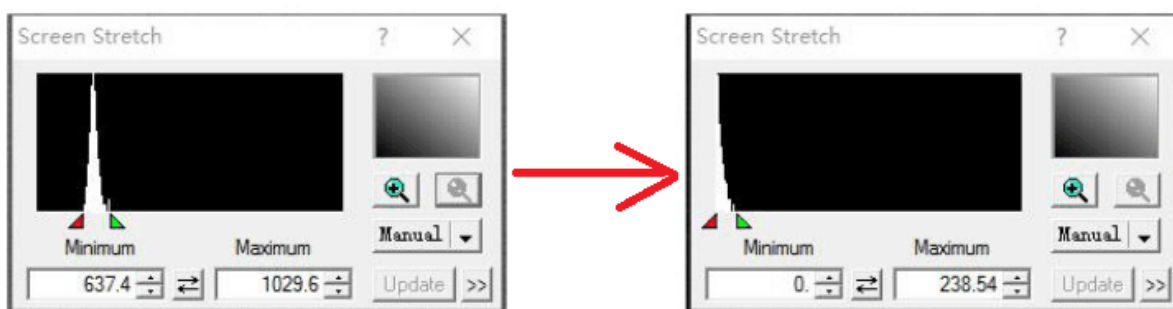 Screen Stretch ? ×
Minimum Maximum Manual
637.4 1029.6 Update >>
Screen Stretch ? ×
Minimum Maximum Manual
0. 238.54 Update >>